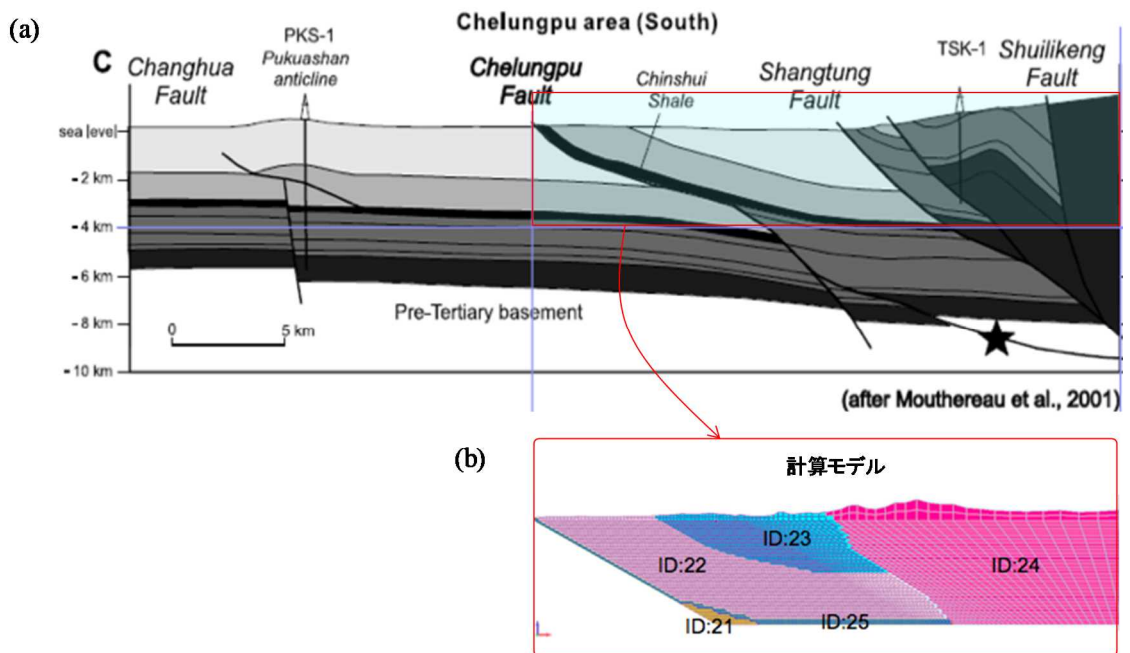 (a)
Chelungpu area (South)
C
Changhua
Fault
PKS-1
Pukuashan
anticline
Chelungpu
Fault
Chinshui
Shale
Shangtung
Fault
TSK-1
Shuilikeng
Fault
sea level
- 2 km
- 4 km
- 6 km
- 8 km
- 10 km
0 5 km
Pre-Tertiary basement
(after Mouthereau et al., 2001)
(b)
計算モデル
ID:23
ID:22
ID:24
ID:21
ID:25